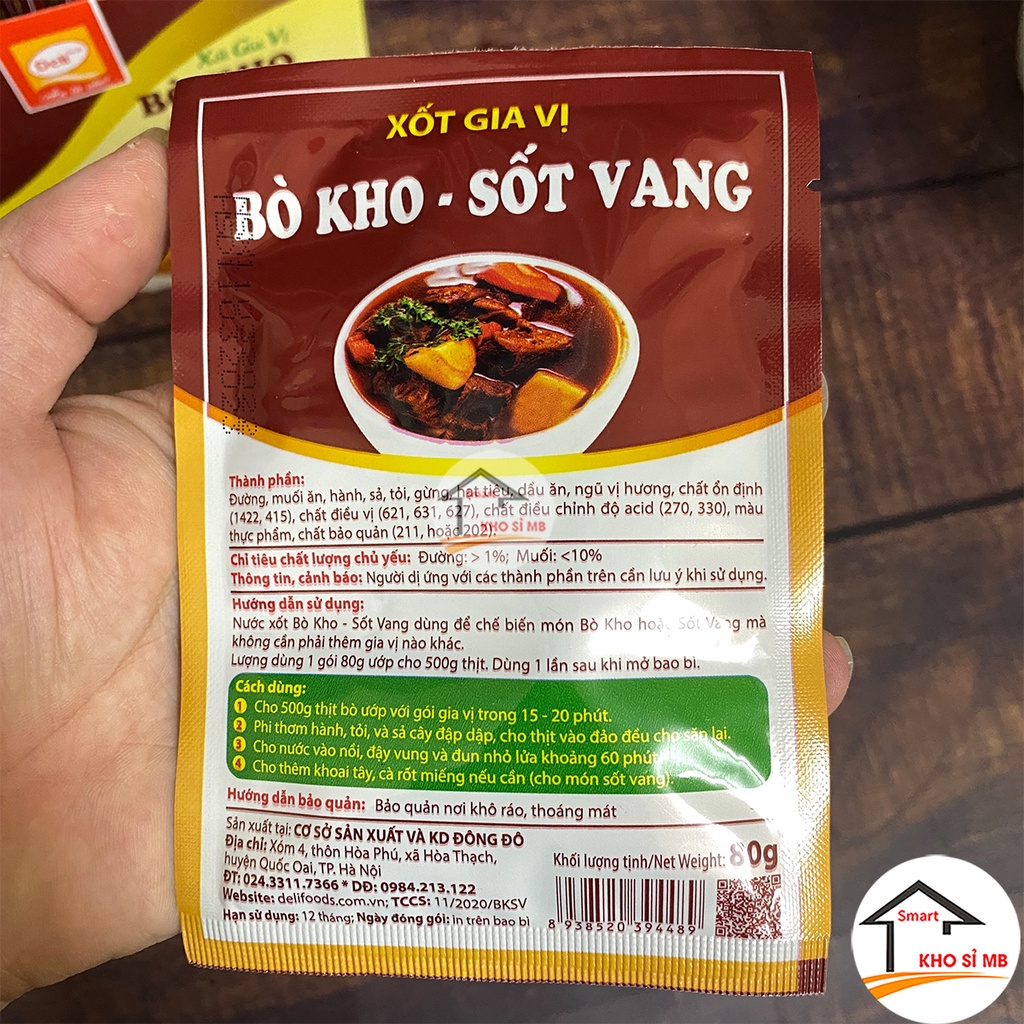 Deli
Xốt Gia Vị
XỐT GIA VỊ
BÒ KHO - SỐT VANG
Thành phần:
Đường, muối ăn, hành, sả, tỏi, gừng, hạt tiêu, dầu ăn, ngũ vị hương, chất ổn định
(1422, 415), chất điều vị (621, 631, 627), chất điều chỉnh độ acid (270, 330), màu
thực phẩm, chất bảo quản (211, hoặc 202).
KHO SỈ MB
Chỉ tiêu chất lượng chủ yếu: Đường: > 1%; Muối: <10%
Thông tin, cảnh báo: Người dị ứng với các thành phần trên cần lưu ý khi sử dụng.
Hướng dẫn sử dụng:
Nước xốt Bò Kho - Sốt Vang dùng để chế biến món Bò Kho hoặc Sốt Vang mà
không cần phải thêm gia vị nào khác.
Lượng dùng 1 gói 80g ướp cho 500g thịt. Dùng 1 lần sau khi mở bao bì.
Cách dùng:
1 Cho 500g thịt bò ướp với gói gia vị trong 15 - 20 phút.
2 Phi thơm hành, tỏi, và sả cây đập dập, cho thịt vào đảo đều cho săn lại.
3 Cho nước vào nồi, đậy vung và đun nhỏ lửa khoảng 60 phút
4 Cho thêm khoai tây, cà rốt miếng nếu cần (cho món sốt vang).
Hướng dẫn bảo quản: Bảo quản nơi khô ráo, thoáng mát
Sản xuất tại: CƠ SỞ SẢN XUẤT VÀ KD ĐÔNG ĐÔ
Địa chỉ: Xóm 4, thôn Hòa Phú, xã Hòa Thạch,
huyện Quốc Oai, TP. Hà Nội
ĐT: 024.3311.7366 * DĐ: 0984.213.122
Website: delifoods.com.vn; TCCS: 11/2020/BKSV
Hạn sử dụng: 12 tháng; Ngày đóng gói: in trên bao bì
Khối lượng tịnh/Net Weight: 80g
8 938520 394489
Smart
KHO SỈ MB